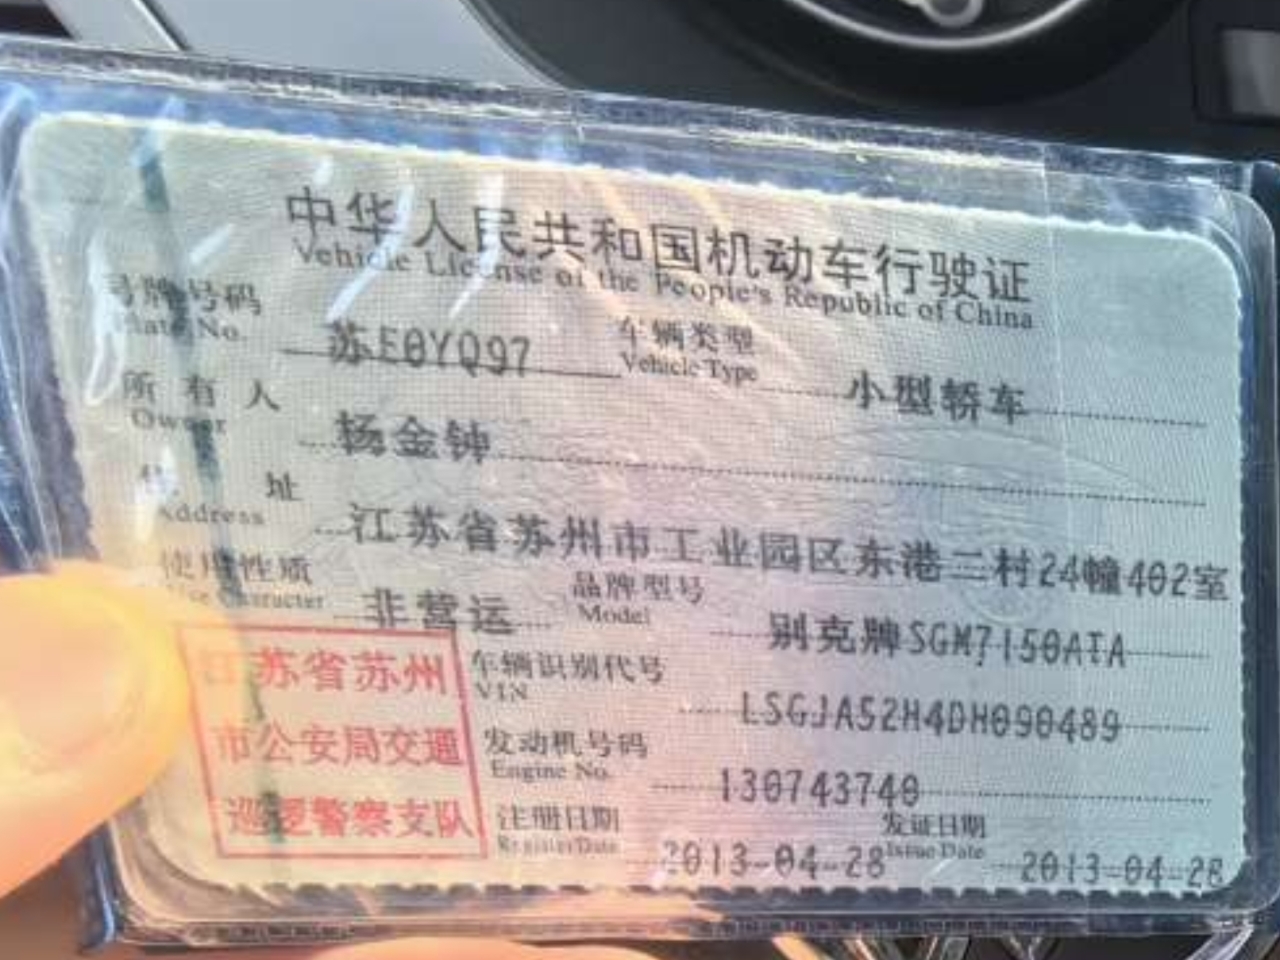 中华人民共和国机动车行驶证
Vehicle License of the People's Republic of China
号牌号码 苏E0YQ97 车辆类型 小型轿车
Plate No. Vehicle Type
所有人 杨金钟
Owner
住址 江苏省苏州市工业园区东港二村24幢402室
Address
使用性质 非营运 品牌型号 别克牌SGM7150ATA
Use Character Model
江苏省苏州 车辆识别代号 LSGJA52H4DH090489
VIN
市公安局交通 发动机号码 130743740
Engine No.
巡逻警察支队 注册日期 2013-04-28 发证日期 2013-04-28
Register Date Issue Date